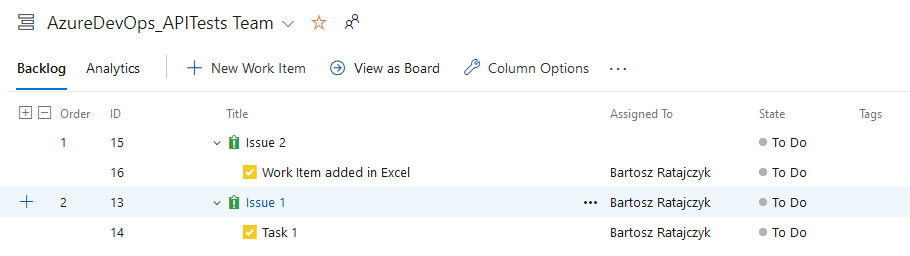 AzureDevOps_APITests Team
Backlog Analytics New Work Item View as Board Column Options
Order ID Title Assigned To State Tags
1 15 Issue 2 To Do
16 Work Item added in Excel Bartosz Ratajczyk To Do
2 13 Issue 1 Bartosz Ratajczyk To Do
14 Task 1 Bartosz Ratajczyk To Do